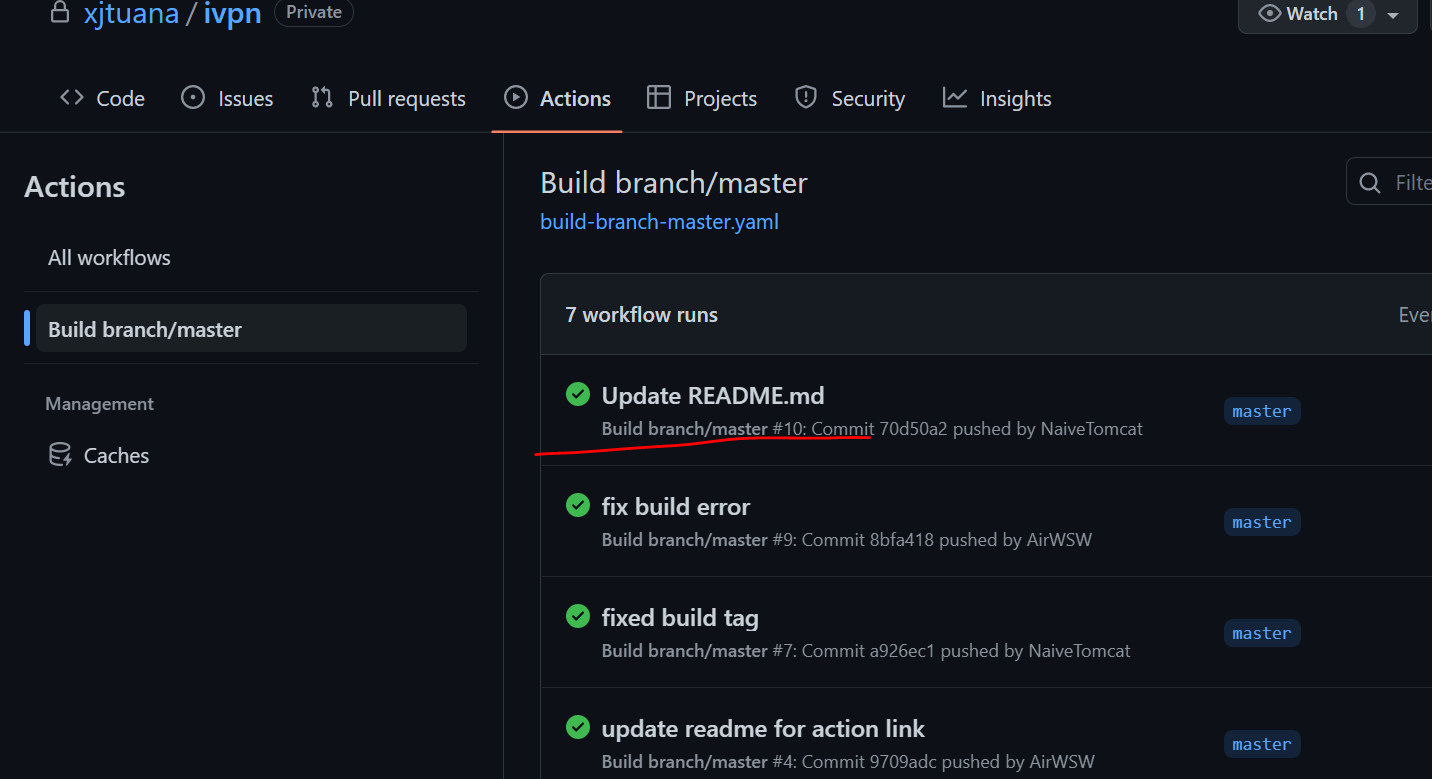 xjtuana / ivpn Private Watch 1
Code Issues Pull requests Actions Projects Security Insights
Actions
All workflows
Build branch/master
Management
Caches
Build branch/master
build-branch-master.yaml
7 workflow runs
Update README.md
Build branch/master #10: Commit 70d50a2 pushed by NaiveTomcat
master
fix build error
Build branch/master #9: Commit 8bfa418 pushed by AirWSW
master
fixed build tag
Build branch/master #7: Commit a926ec1 pushed by NaiveTomcat
master
update readme for action link
Build branch/master #4: Commit 9709adc pushed by AirWSW
master